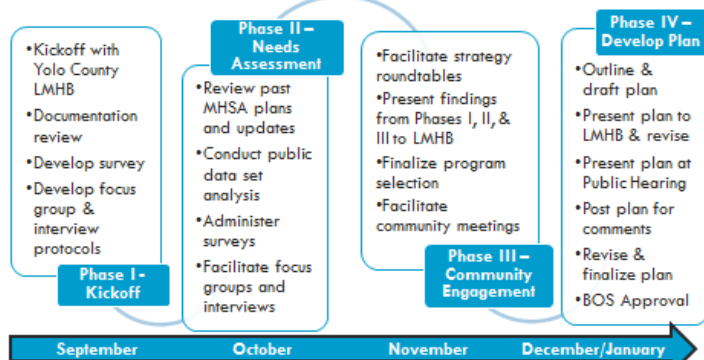 •Kickoff with
Yolo County
LMHB
•Documentation
review
•Develop survey
•Develop focus
group &
interview
protocols
Phase I-
Kickoff
Phase II–
Needs
Assessment
•Review past
MHSA plans
and updates
•Conduct public
data set
analysis
•Administer
surveys
•Facilitate focus
groups and
interviews
•Facilitate strategy
roundtables
•Present findings
from Phases I, II, &
III to LMHB
•Finalize program
selection
•Facilitate
community meetings
Phase III–
Community
Engagement
Phase IV–
Develop Plan
•Outline &
draft plan
•Present plan to
LMHB & revise
•Present plan at
Public Hearing
•Post plan for
comments
•Revise &
finalize plan
•BOS Approval
September
October
November
December/January